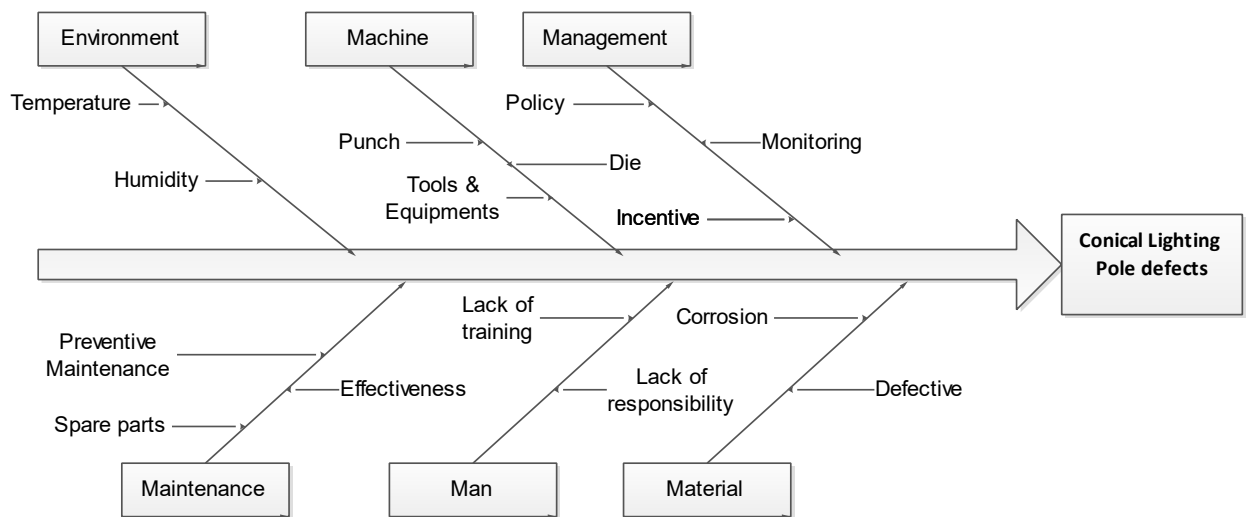 Environment
Machine
Management
Temperature
Policy
Punch
Monitoring
Die
Humidity
Tools &
Equipments
Incentive
Conical Lighting
Pole defects
Lack of
training
Corrosion
Preventive
Maintenance
Effectiveness
Lack of
responsibility
Defective
Spare parts
Maintenance
Man
Material